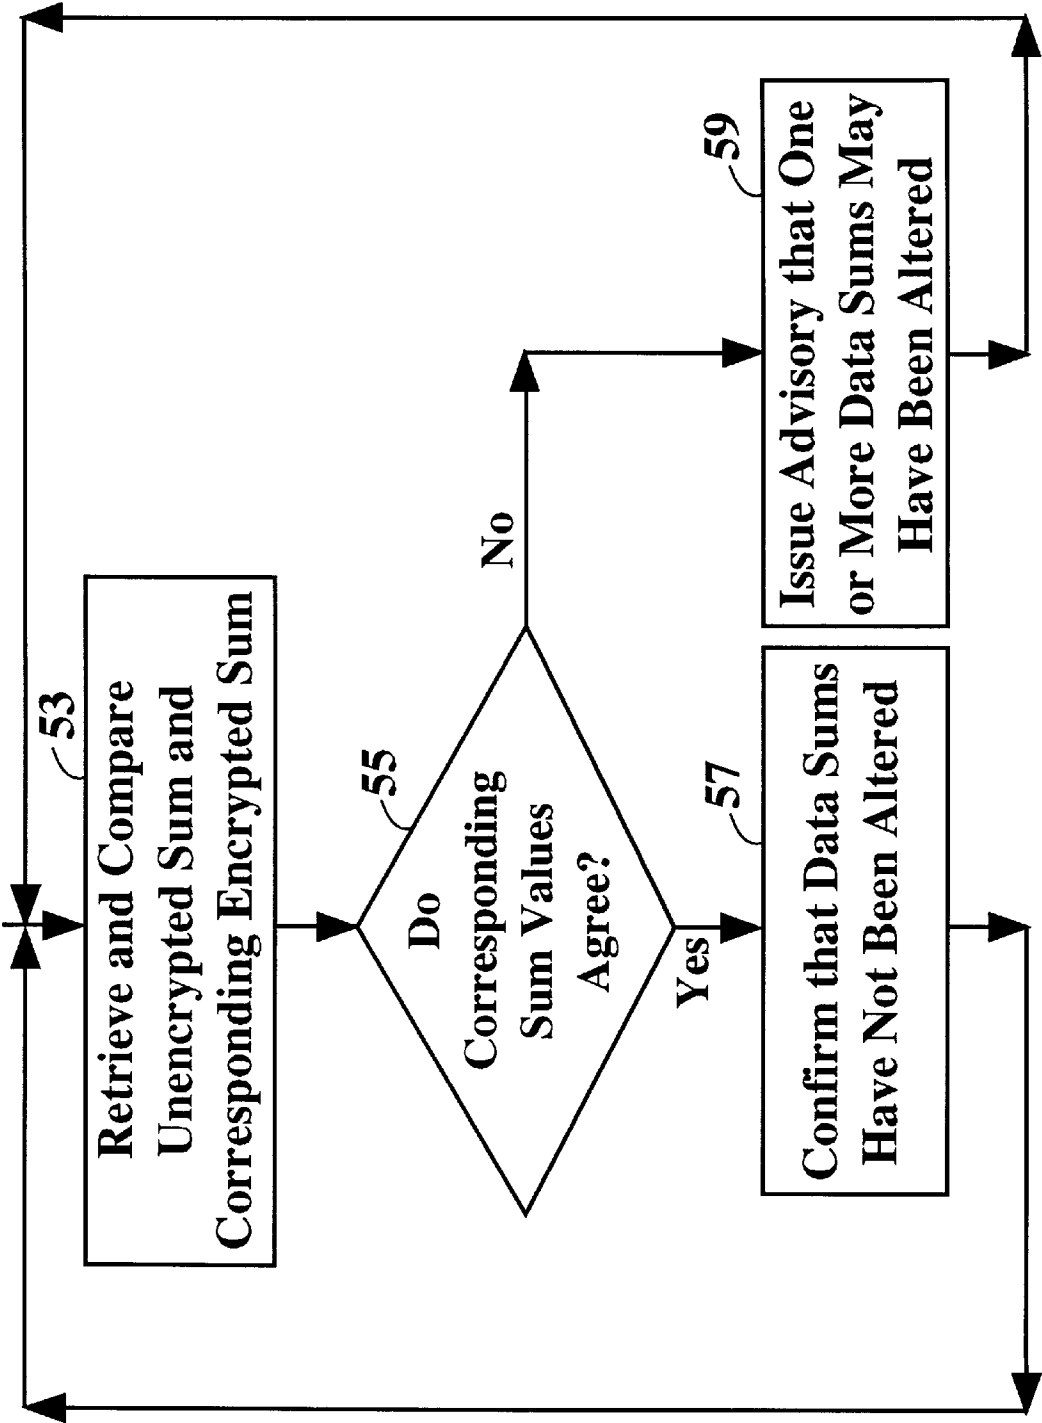 53
Retrieve and Compare
Unencrypted Sum and
Corresponding Encrypted Sum
55
Do
Corresponding
Sum Values
Agree?
No
Yes
57
Confirm that Data Sums
Have Not Been Altered
59
Issue Advisory that One
or More Data Sums May
Have Been Altered